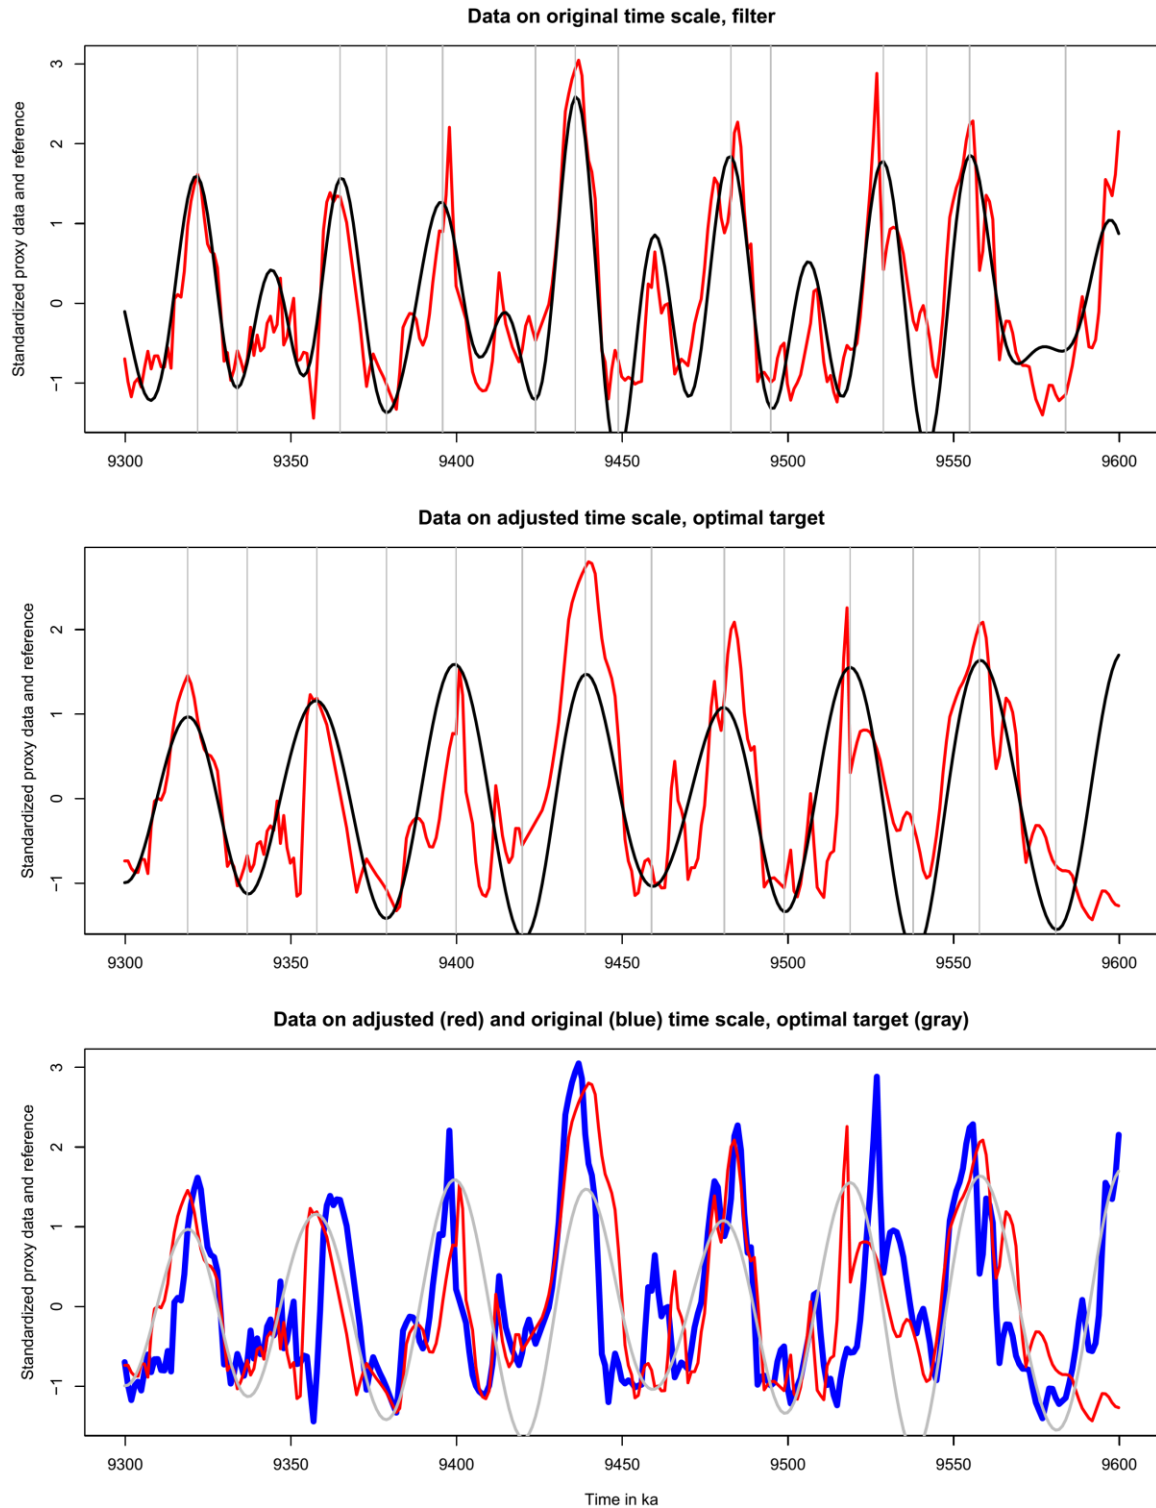 Data on original time scale, filter
Standardized proxy data and reference
3
2
1
0
−1
9300 9350 9400 9450 9500 9550 9600
Data on adjusted time scale, optimal target
Standardized proxy data and reference
2
1
0
−1
9300 9350 9400 9450 9500 9550 9600
Data on adjusted (red) and original (blue) time scale, optimal target (gray)
Standardized proxy data and reference
3
2
1
0
−1
9300 9350 9400 9450 9500 9550 9600
Time in ka